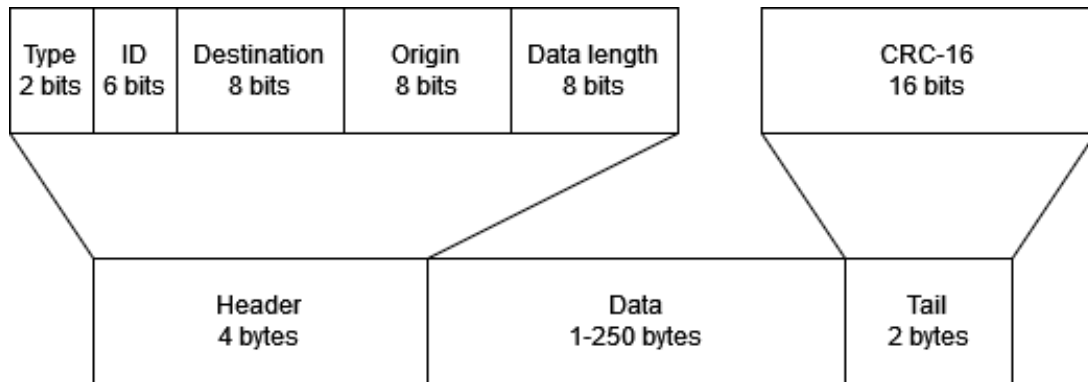 Type
2 bits
ID
6 bits
Destination
8 bits
Origin
8 bits
Data length
8 bits
CRC-16
16 bits
Header
4 bytes
Data
1-250 bytes
Tail
2 bytes